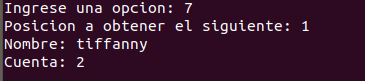 Ingrese una opcion: 7
Posicion a obtener el siguiente: 1
Nombre: tiffanny
Cuenta: 2